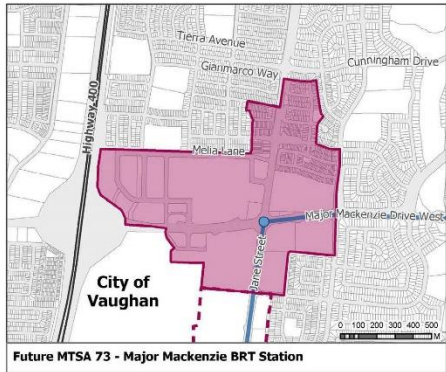 Tierra Avenue
Cunningham Drive
Gianmarco Way
Highway 400
Melia Lane
Major Mackenzie Drive West
Jane Street
City of
Vaughan
0 100 200 300 400 500
M
Future MTSA 73 - Major Mackenzie BRT Station